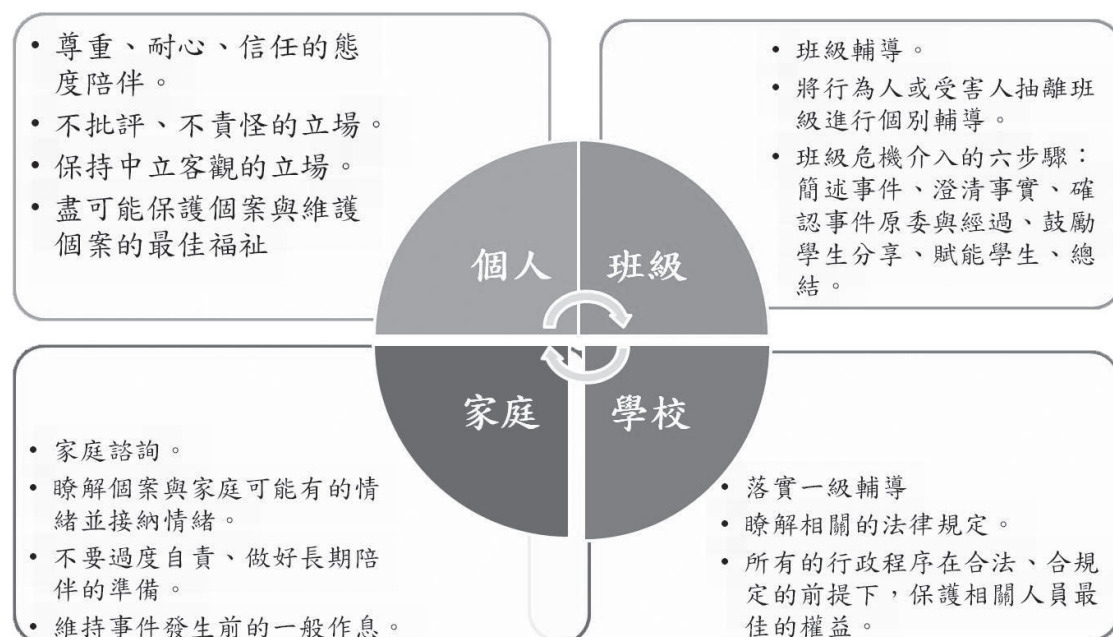 • 尊重、耐心、信任的態
度陪伴。
• 不批評、不責怪的立場。
• 保持中立客觀的立場。
• 盡可能保護個案與維護
個案的最佳福祉
• 班級輔導。
• 將行為人或受害人抽離班
級進行個別輔導。
• 班級危機介入的六步驟：
簡述事件、澄清事實、確
認事件原委與經過、鼓勵
學生分享、賦能學生、總
結。
個人
班級
家庭
學校
• 家庭諮詢。
• 瞭解個案與家庭可能有的情
緒並接納情緒。
• 不要過度自責、做好長期陪
伴的準備。
• 維持事件發生前的一般作息。
• 落實一級輔導
• 瞭解相關的法律規定。
• 所有的行政程序在合法、合規
定的前提下，保護相關人員最
佳的權益。